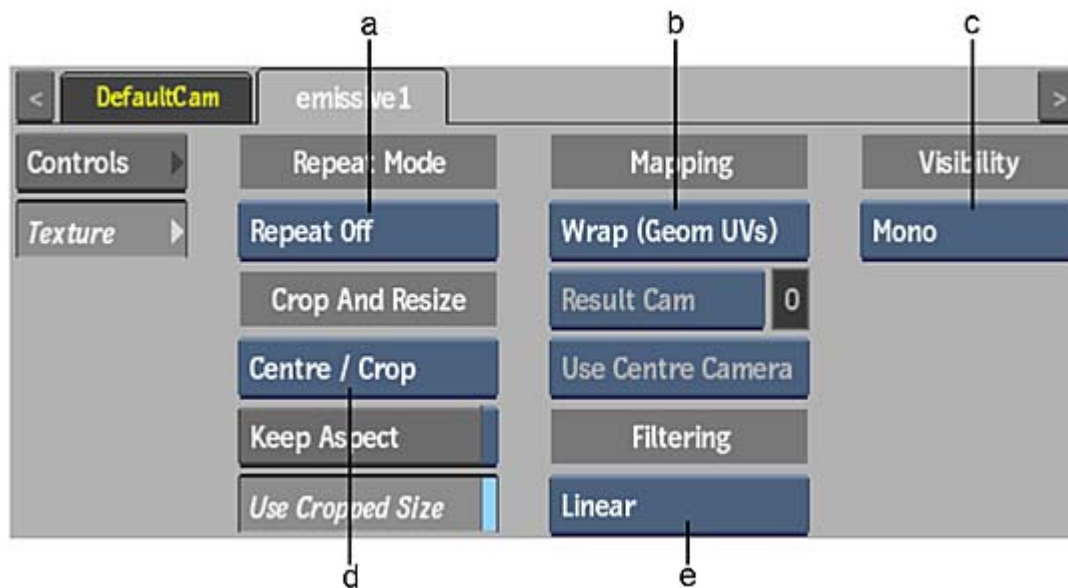 a b c
< DefaultCam emissive1 >
Controls Repeat Mode Mapping Visibility
Texture Repeat Off Wrap (Geom UVs) Mono
Crop And Resize Result Cam 0
Centre / Crop Use Centre Camera
Keep Aspect Filtering
Use Cropped Size Linear
d e